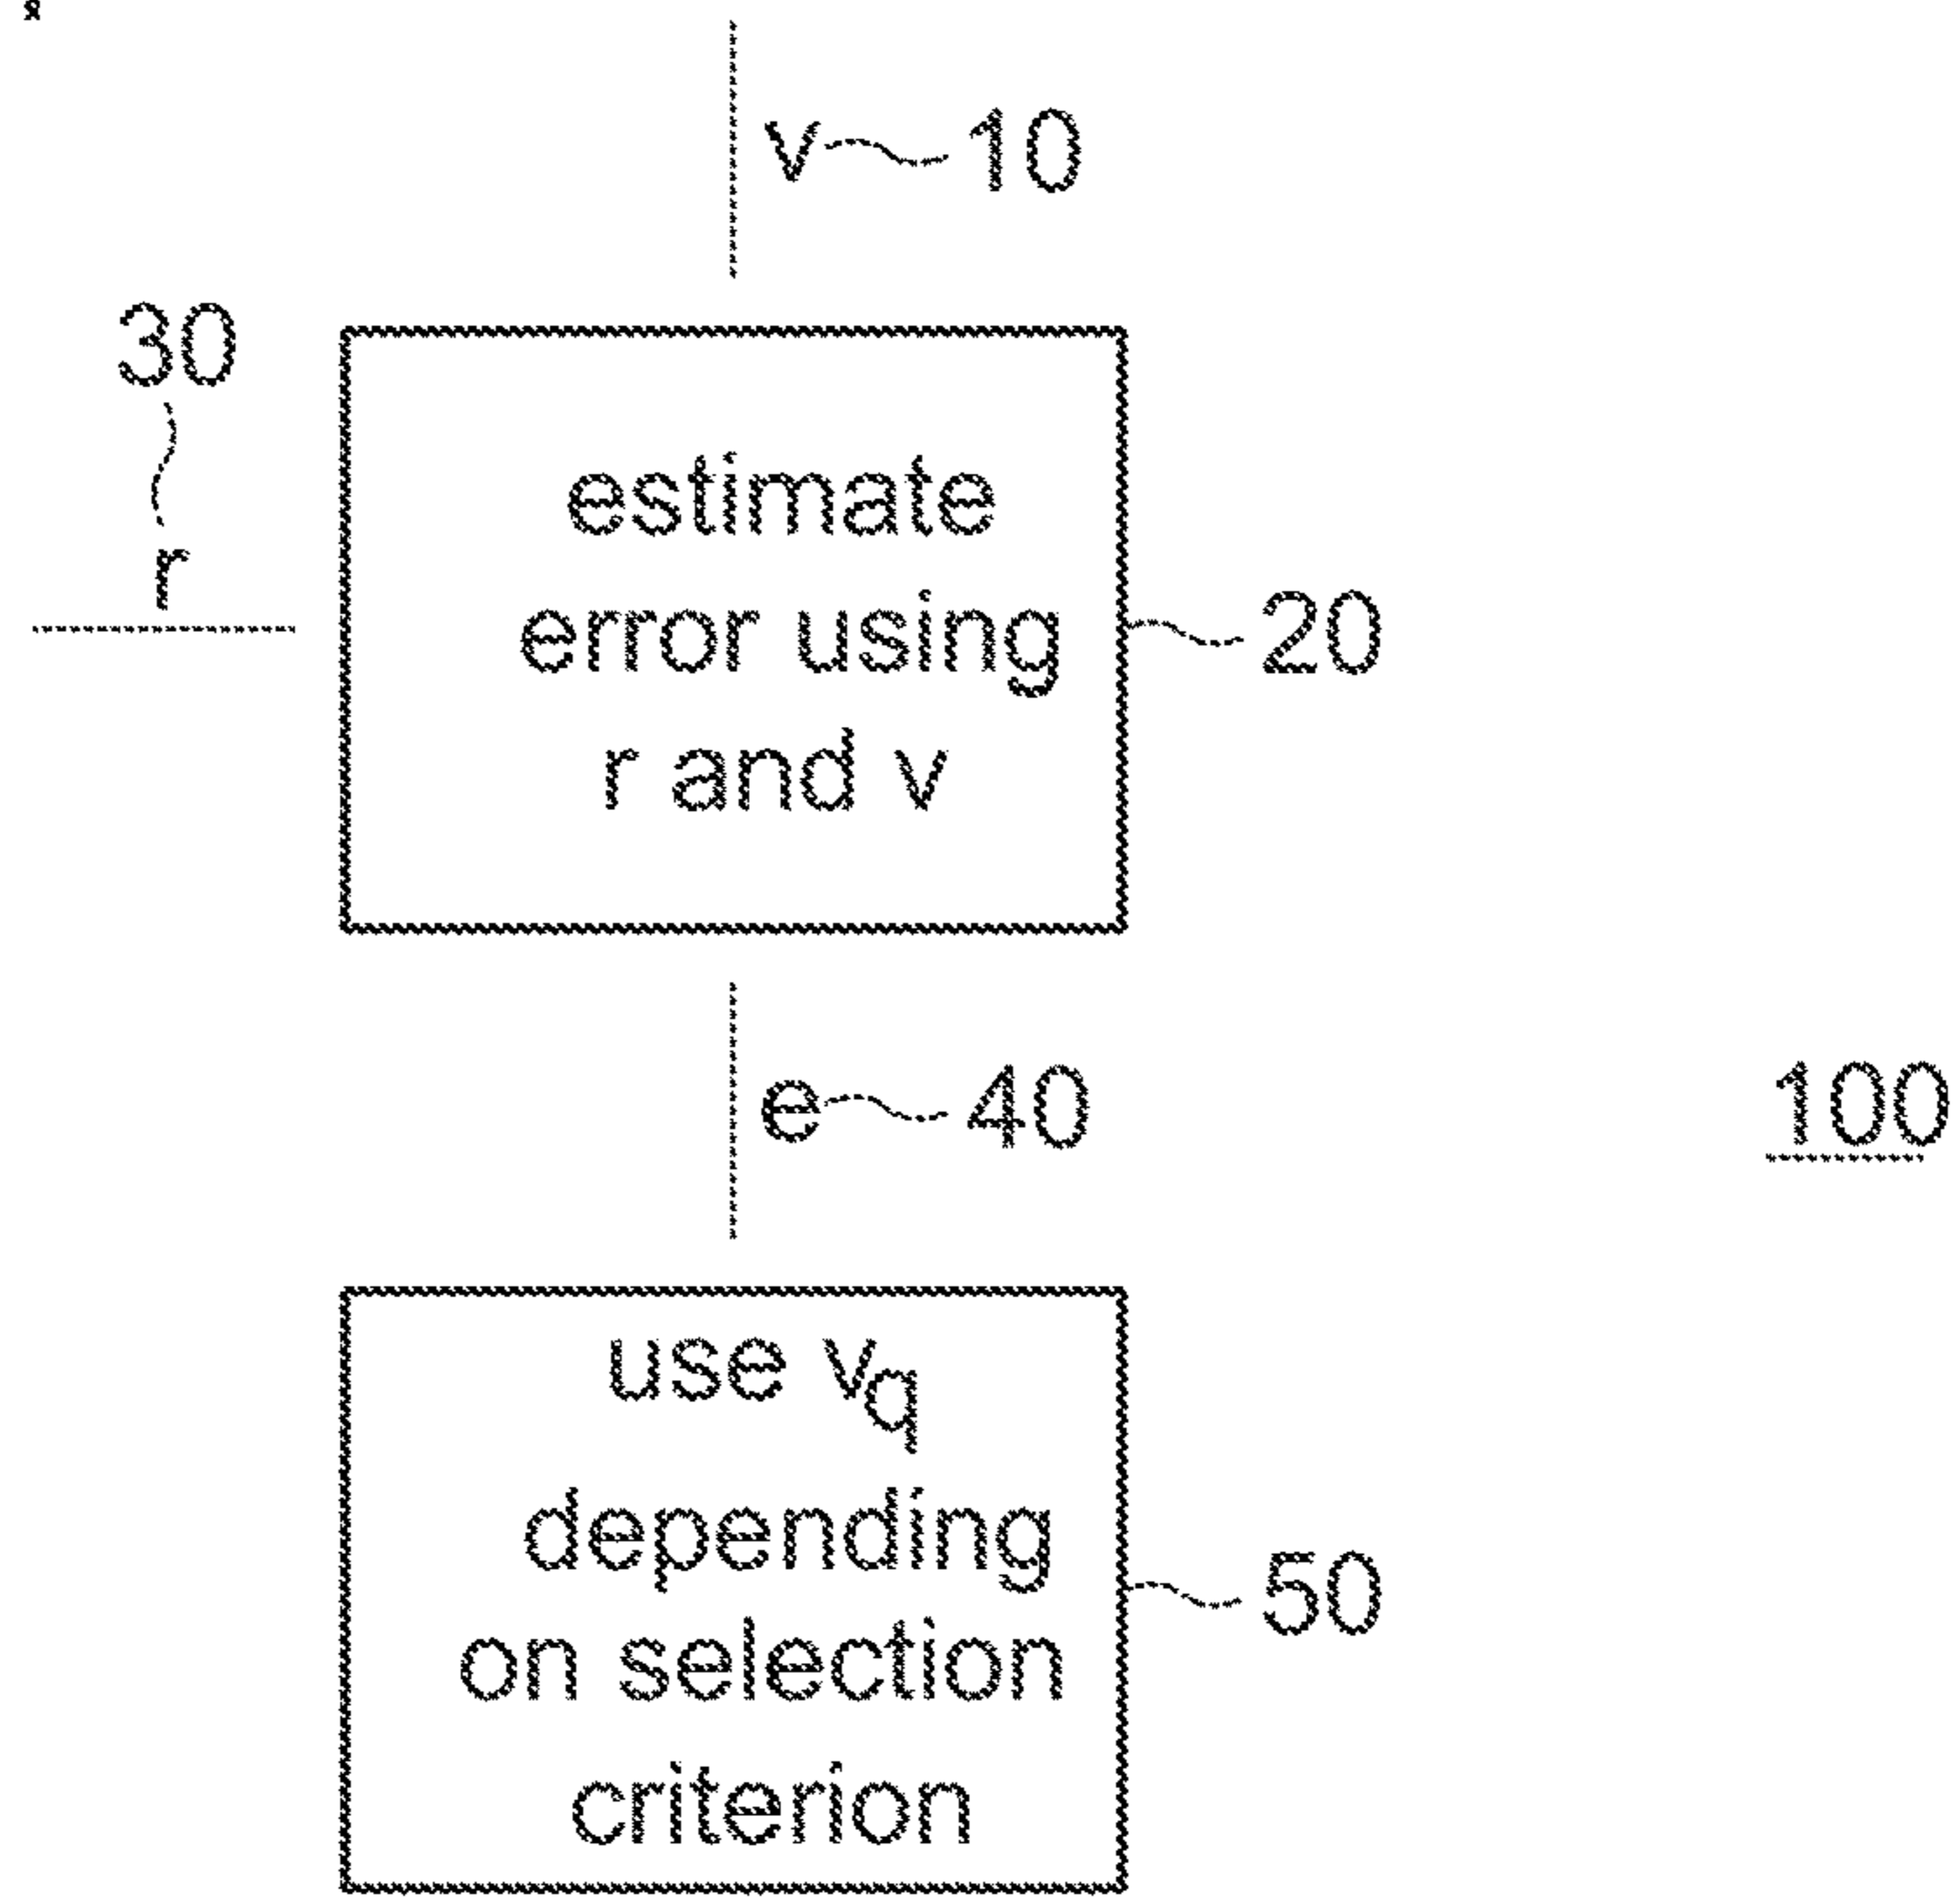 v 10
30
r
estimate
error using
r and v
20
e 40
100
use vq
depending
on selection
criterion
50